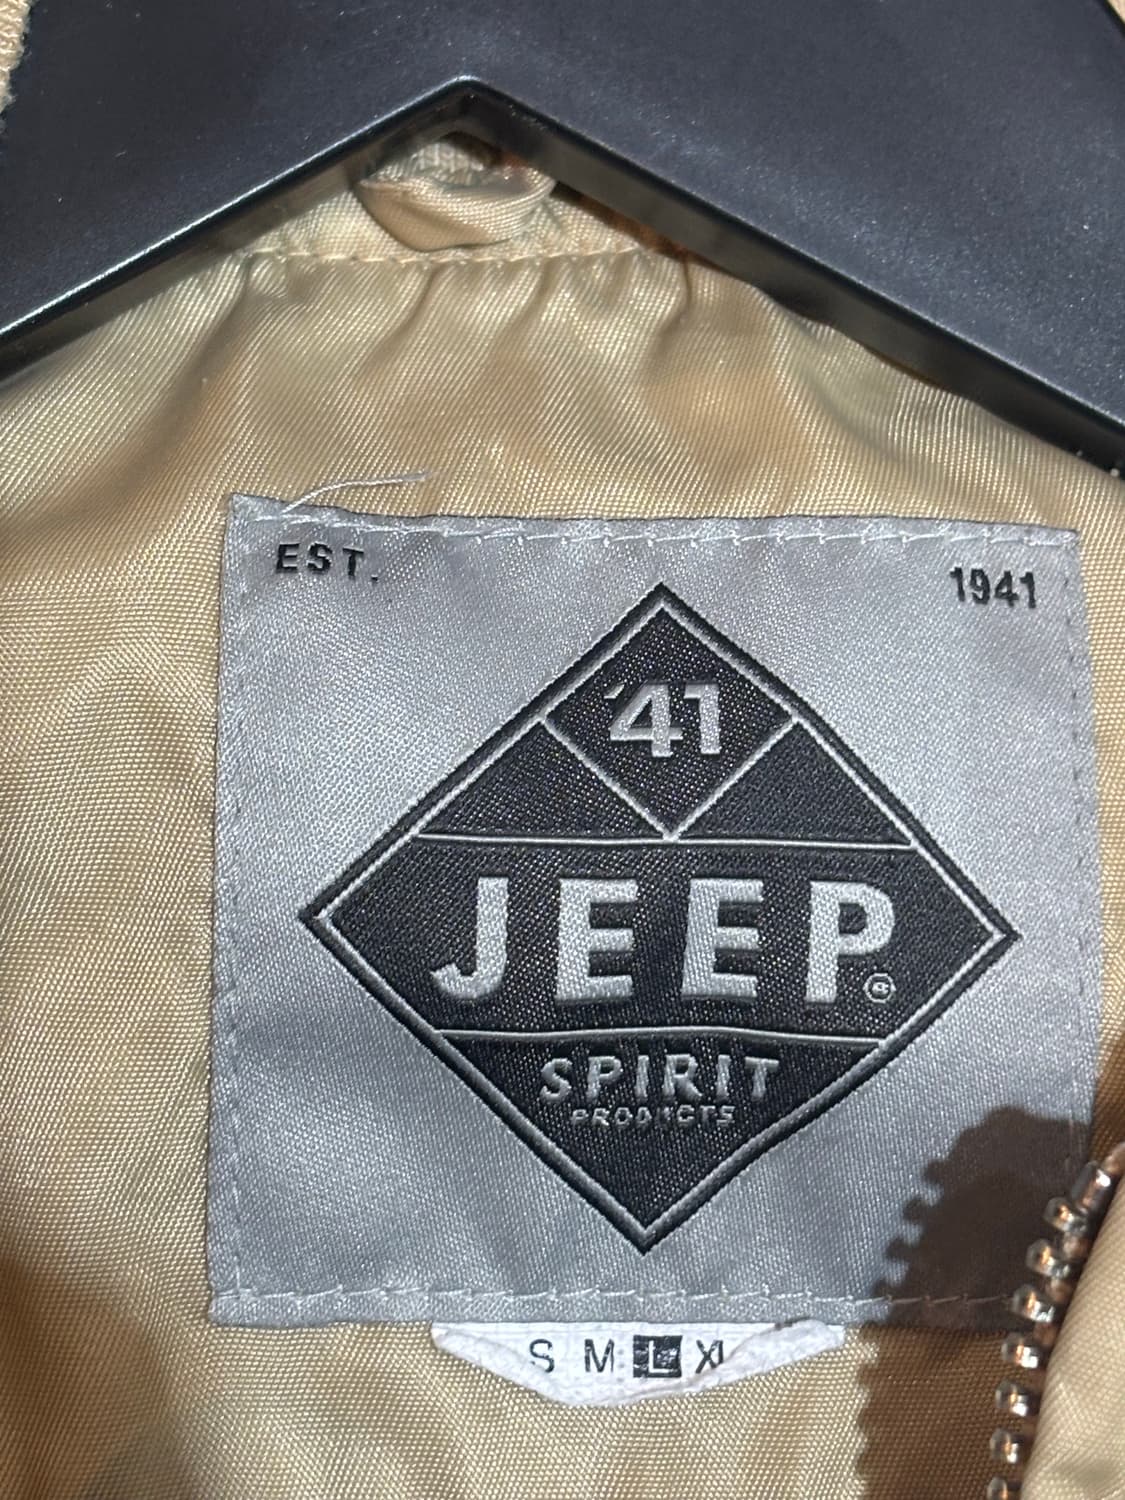 EST. 1941
'41
JEEP®
SPIRIT
PRODUCTS
S M L XL